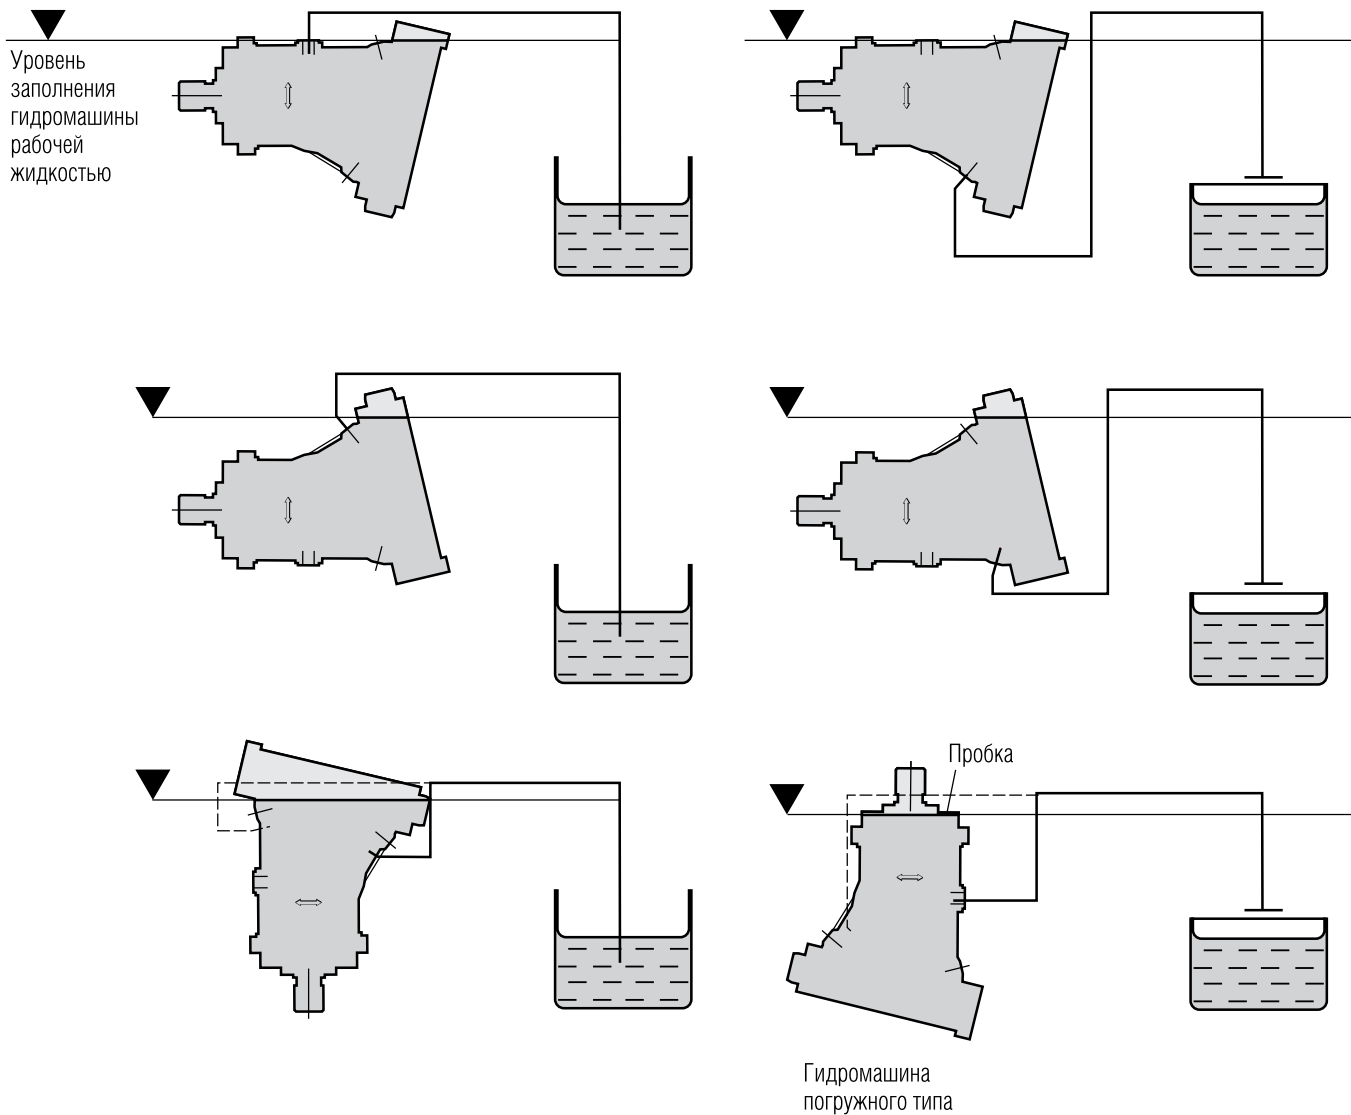 Уровень
заполнения
гидромашины
рабочей
жидкостью
Пробка
Гидромашина
погружного типа